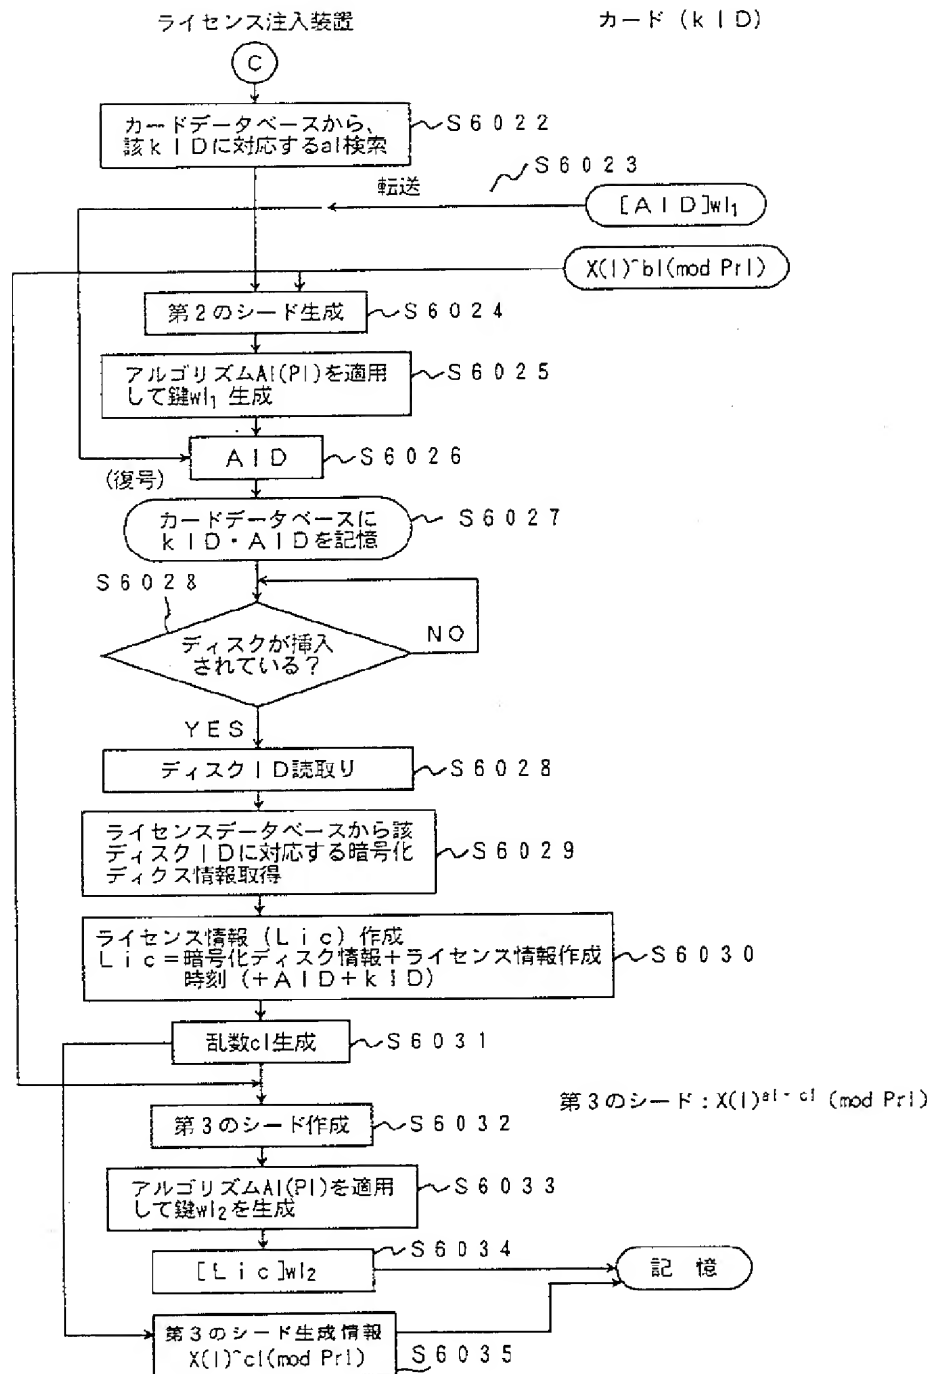 ライセンス注入装置
カード(kID)
C
カードデータベースから、
該kIDに対応するal検索
S6022
S6023
転送
[AID]wl₁
X(l)^bl(mod Prl)
第2のシード生成
S6024
アルゴリズムAl(Pl)を適用
して鍵wl₁生成
S6025
AID
S6026
(復号)
カードデータベースに
kID・AIDを記憶
S6027
S6028
ディスクが挿入
されている?
NO
YES
ディスクID読取り
S6028
ライセンスデータベースから該
ディスクIDに対応する暗号化
ディクス情報取得
S6029
ライセンス情報(Lic)作成
Lic=暗号化ディスク情報+ライセンス情報作成
時刻(+AID+kID)
S6030
乱数cl生成
S6031
第3のシード:X(l)^al・cl (mod Prl)
第3のシード作成
S6032
アルゴリズムAl(Pl)を適用
して鍵wl₂を生成
S6033
S6034
[Lic]wl₂
記憶
第3のシード生成情報
X(l)^cl(mod Prl)
S6035